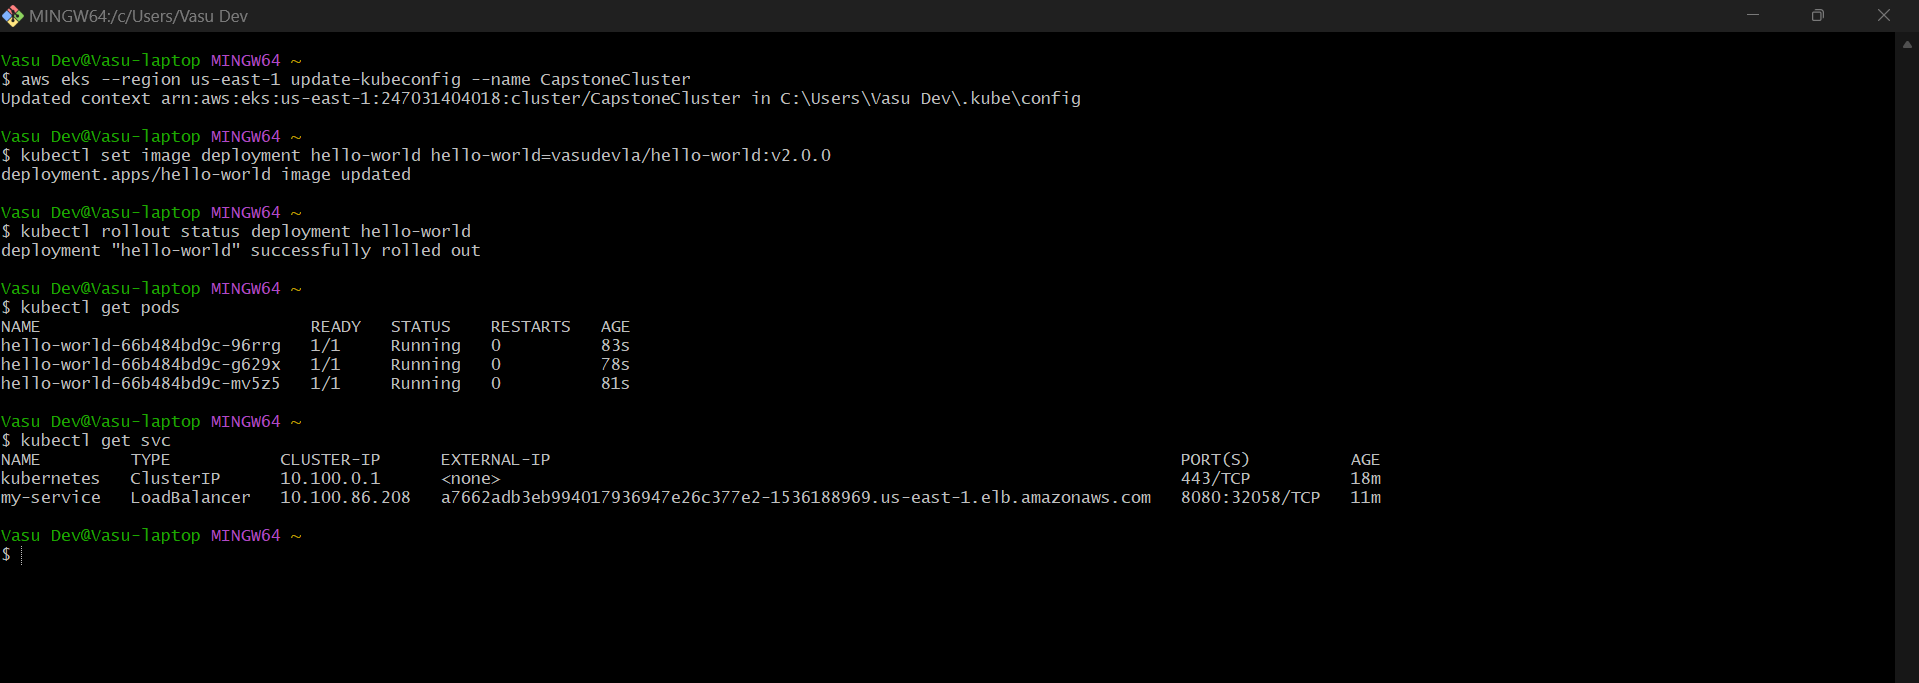 MINGW64:/c/Users/Vasu Dev
Vasu Dev@Vasu-laptop MINGW64 ~
$ aws eks --region us-east-1 update-kubeconfig --name CapstoneCluster
Updated context arn:aws:eks:us-east-1:247031404018:cluster/CapstoneCluster in C:\Users\Vasu Dev\.kube\config
Vasu Dev@Vasu-laptop MINGW64 ~
$ kubectl set image deployment hello-world hello-world=vasudevla/hello-world:v2.0.0
deployment.apps/hello-world image updated
Vasu Dev@Vasu-laptop MINGW64 ~
$ kubectl rollout status deployment hello-world
deployment "hello-world" successfully rolled out
Vasu Dev@Vasu-laptop MINGW64 ~
$ kubectl get pods
NAME                           READY   STATUS    RESTARTS   AGE
hello-world-66b484bd9c-96rrg   1/1     Running   0          83s
hello-world-66b484bd9c-g629x   1/1     Running   0          78s
hello-world-66b484bd9c-mv5z5   1/1     Running   0          81s
Vasu Dev@Vasu-laptop MINGW64 ~
$ kubectl get svc
NAME         TYPE           CLUSTER-IP      EXTERNAL-IP                                                               PORT(S)          AGE
kubernetes   ClusterIP      10.100.0.1      <none>                                                                    443/TCP          18m
my-service   LoadBalancer   10.100.86.208   a7662adb3eb994017936947e26c377e2-1536188969.us-east-1.elb.amazonaws.com   8080:32058/TCP   11m
Vasu Dev@Vasu-laptop MINGW64 ~
$